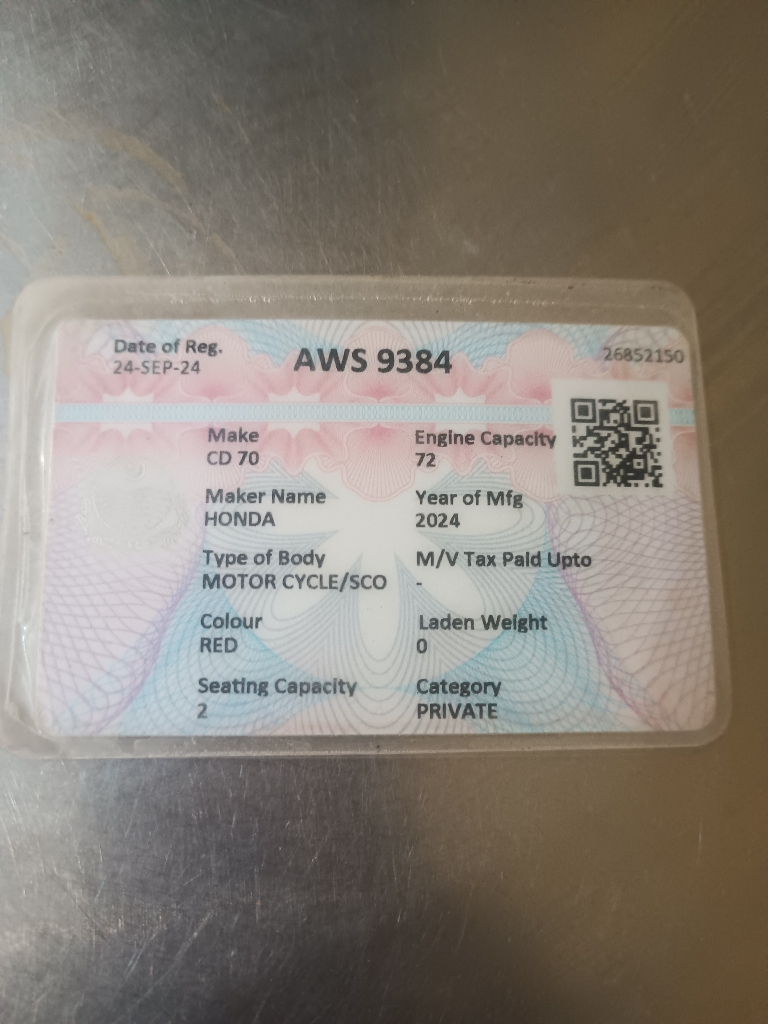 Date of Reg.
24-SEP-24
AWS 9384
26852150
Make
CD 70
Engine Capacity
72
Maker Name
HONDA
Year of Mfg
2024
Type of Body
MOTOR CYCLE/SCO
M/V Tax Paid Upto
-
Colour
RED
Laden Weight
0
Seating Capacity
2
Category
PRIVATE